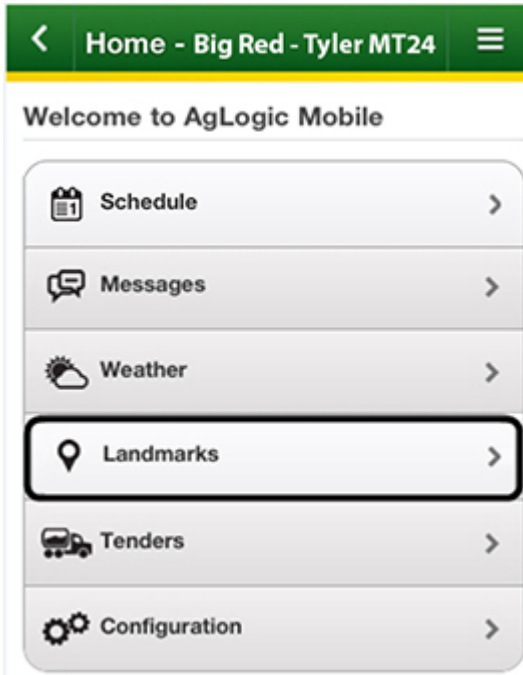 Home - Big Red - Tyler MT24
Welcome to AgLogic Mobile
Schedule
Messages
Weather
Landmarks
Tenders
Configuration